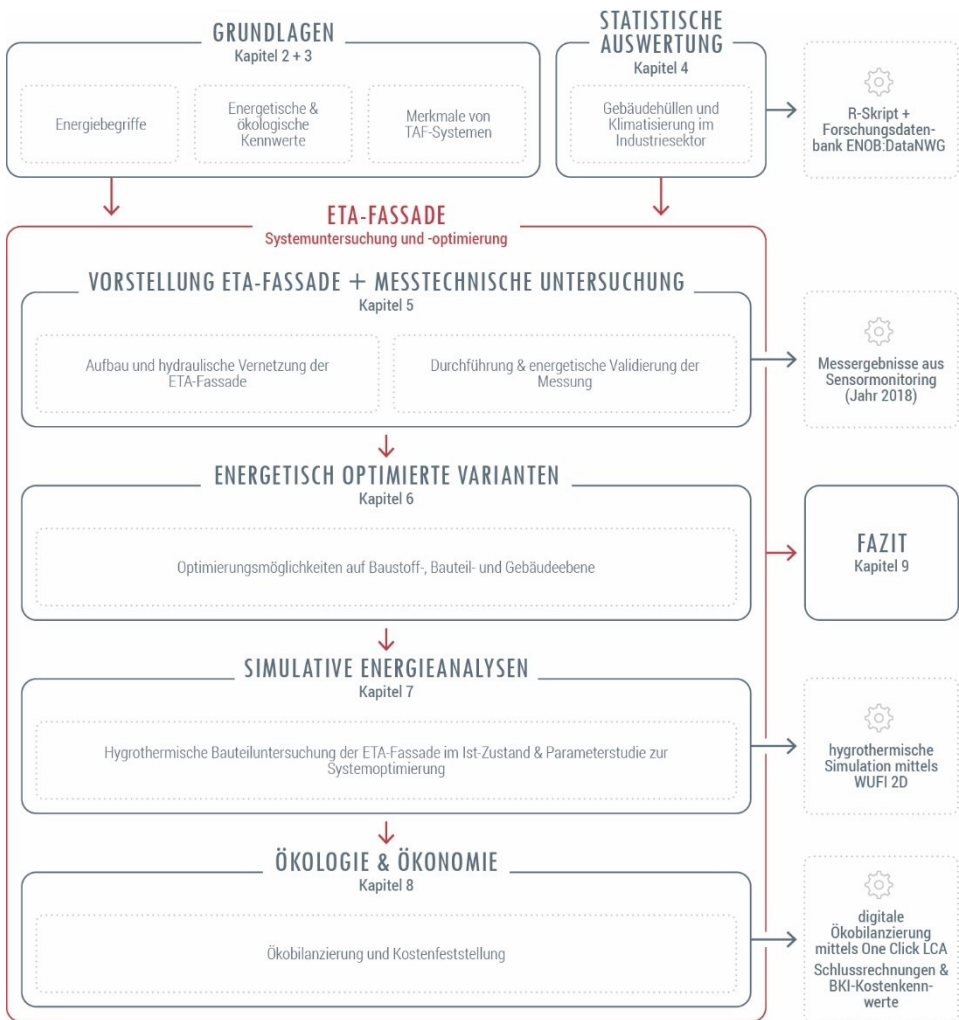 GRUNDLAGEN
Kapitel 2 + 3
Energiebegriffe
Energetische &
ökologische
Kennwerte
Merkmale von
TAF-Systemen
STATISTISCHE
AUSWERTUNG
Kapitel 4
Gebäudehüllen und
Klimatisierung im
Industriesektor
R-Skript +
Forschungsdaten-
bank ENOB:DataNWG
ETA-FASSADE
Systemuntersuchung und -optimierung
VORSTELLUNG ETA-FASSADE + MESSTECHNISCHE UNTERSUCHUNG
Kapitel 5
Aufbau und hydraulische Vernetzung der
ETA-Fassade
Durchführung & energetische Validierung der
Messung
Messergebnisse aus
Sensormonitoring
(Jahr 2018)
ENERGETISCH OPTIMIERTE VARIANTEN
Kapitel 6
Optimierungsmöglichkeiten auf Baustoff-, Bauteil- und Gebäudeebene
FAZIT
Kapitel 9
SIMULATIVE ENERGIEANALYSEN
Kapitel 7
Hygrothermische Bauteiluntersuchung der ETA-Fassade im Ist-Zustand & Parameterstudie zur
Systemoptimierung
hygrothermische
Simulation mittels
WUFI 2D
ÖKOLOGIE & ÖKONOMIE
Kapitel 8
Ökobilanzierung und Kostenfeststellung
digitale
Ökobilanzierung
mittels One Click LCA
Schlussrechnungen &
BKI-Kostenkenn-
werte